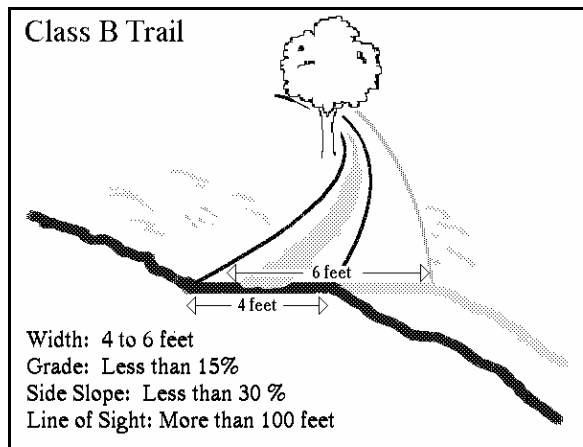 Class B Trail
6 feet
4 feet
Width: 4 to 6 feet
Grade: Less than 15%
Side Slope: Less than 30 %
Line of Sight: More than 100 feet